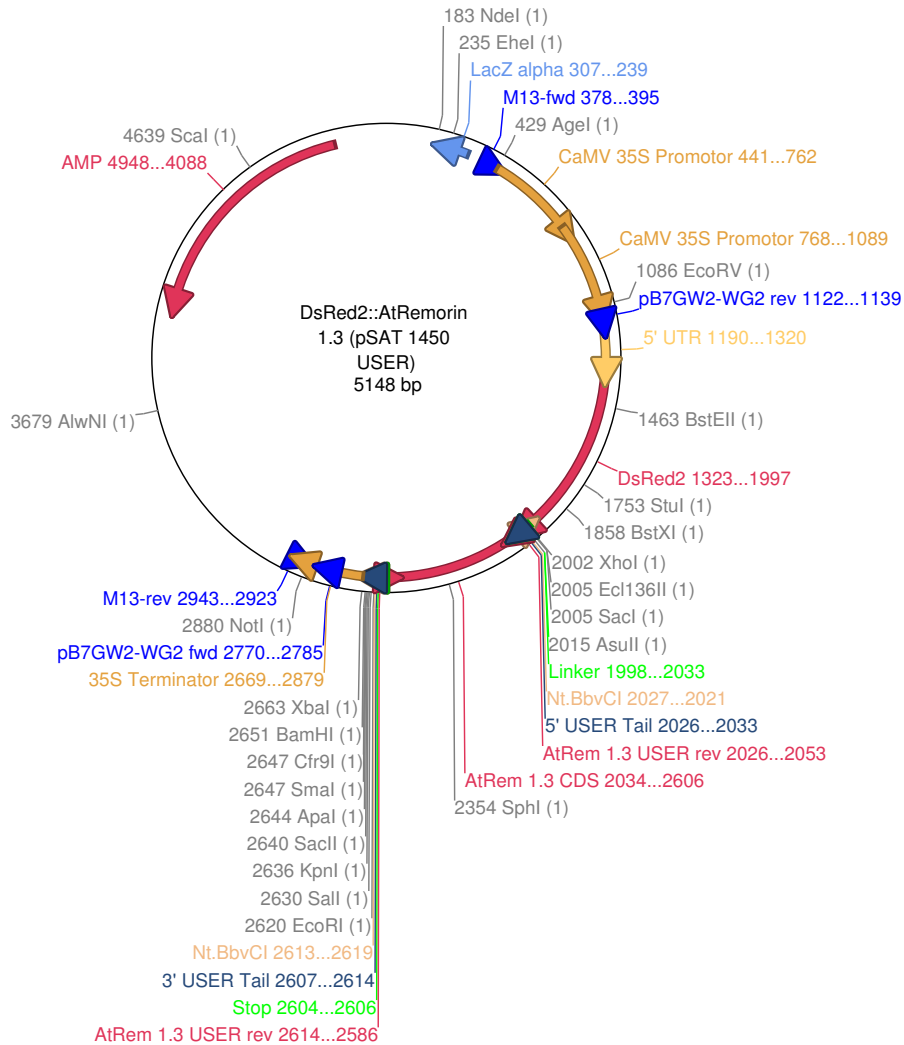 183 NdeI (1)
235 EheI (1)
LacZ alpha 307...239
M13-fwd 378...395
429 AgeI (1)
CaMV 35S Promotor 441...762
CaMV 35S Promotor 768...1089
1086 EcoRV (1)
pB7GW2-WG2 rev 1122...1139
5' UTR 1190...1320
1463 BstEII (1)
DsRed2 1323...1997
1753 StuI (1)
1858 BstXI (1)
2002 XhoI (1)
2005 Ecl136II (1)
2005 SacI (1)
2015 AsuII (1)
Linker 1998...2033
Nt.BbvCI 2027...2021
5' USER Tail 2026...2033
AtRem 1.3 USER rev 2026...2053
AtRem 1.3 CDS 2034...2606
2354 SphI (1)
4639 ScaI (1)
AMP 4948...4088
DsRed2::AtRemorin
1.3 (pSAT 1450
USER)
5148 bp
3679 AlwNI (1)
M13-rev 2943...2923
2880 NotI (1)
pB7GW2-WG2 fwd 2770...2785
35S Terminator 2669...2879
2663 XbaI (1)
2651 BamHI (1)
2647 Cfr9I (1)
2647 SmaI (1)
2644 ApaI (1)
2640 SacII (1)
2636 KpnI (1)
2630 SalI (1)
2620 EcoRI (1)
Nt.BbvCI 2613...2619
3' USER Tail 2607...2614
Stop 2604...2606
AtRem 1.3 USER rev 2614...2586